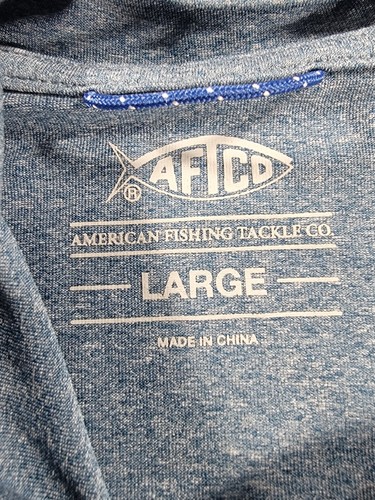 AFTCO
®
AMERICAN FISHING TACKLE CO.
LARGE
MADE IN CHINA